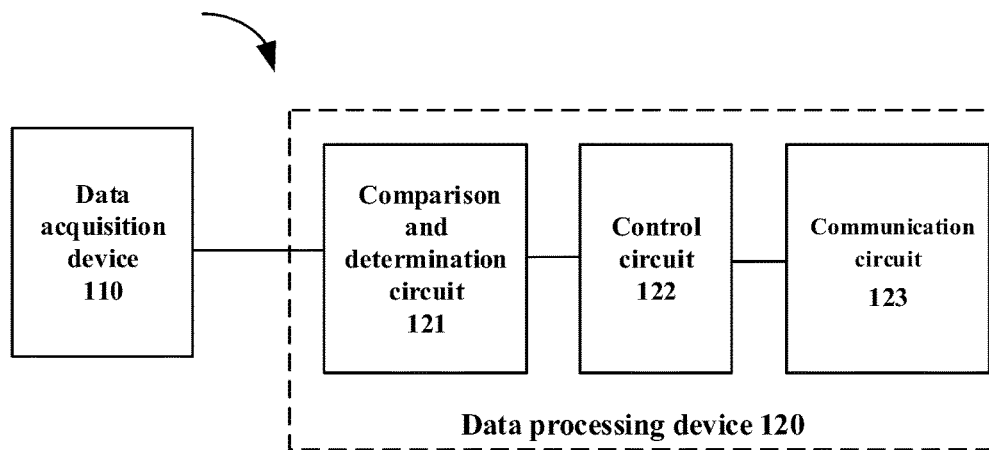 Data
acquisition
device
110
Comparison
and
determination
circuit
121
Control
circuit
122
Communication
circuit
123
Data processing device 120